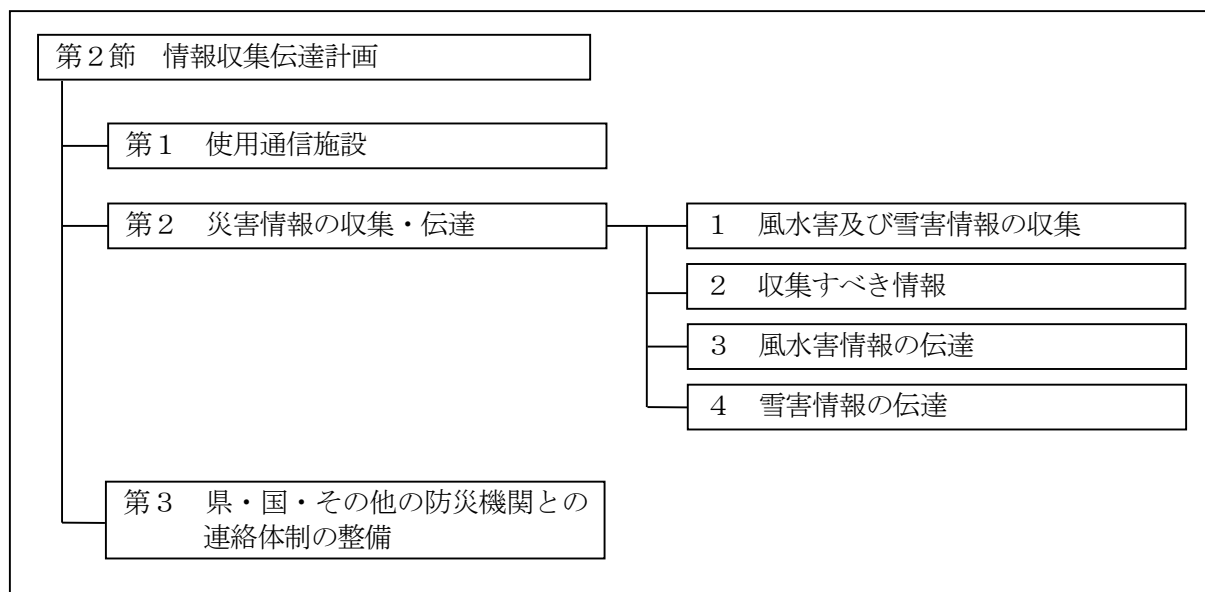 第２節　情報収集伝達計画
第１　使用通信施設
第２　災害情報の収集・伝達
１　風水害及び雪害情報の収集
２　収集すべき情報
３　風水害情報の伝達
４　雪害情報の伝達
第３　県・国・その他の防災機関との
連絡体制の整備